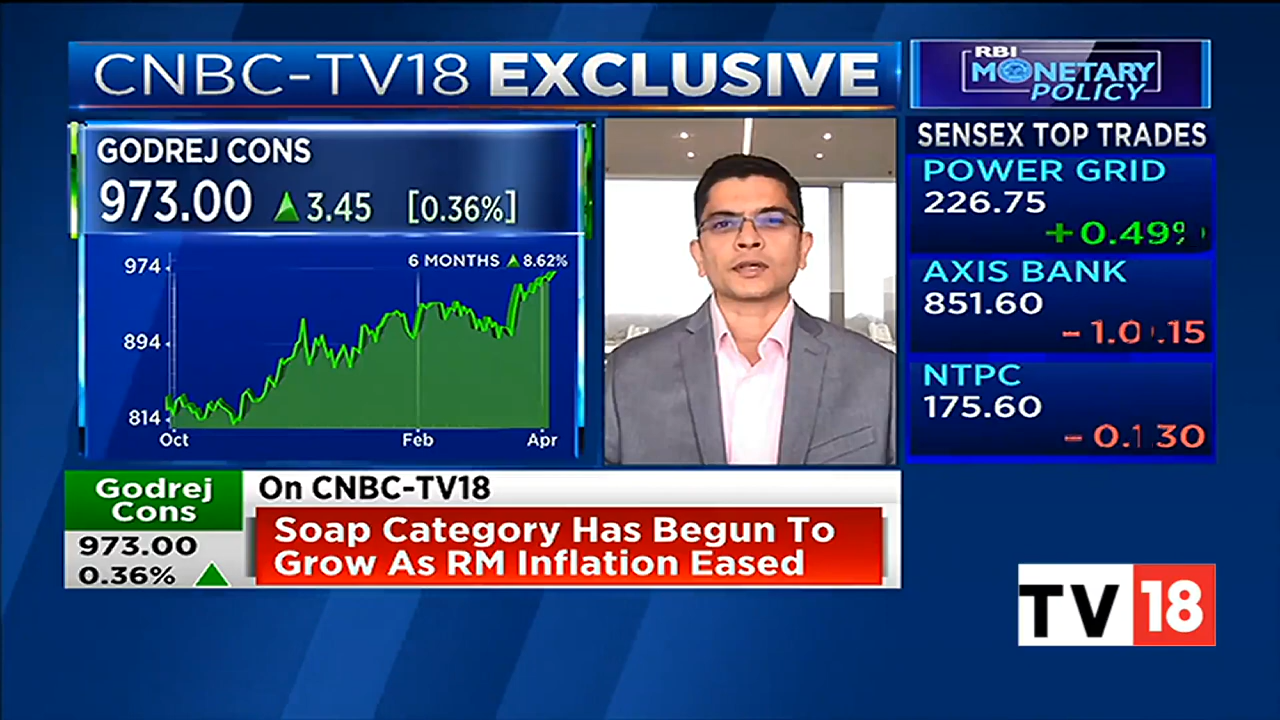 CNBC-TV18 EXCLUSIVE
RBI
MONETARY
POLICY
GODREJ CONS
973.00 ▲ 3.45 [0.36%]
6 MONTHS ▲ 8.62%
974
894
814
Oct Feb Apr
SENSEX TOP TRADES
POWER GRID
226.75
AXIS BANK
851.60
NTPC
175.60
Godrej
Cons
973.00
0.36% ▲
On CNBC-TV18
Soap Category Has Begun To
Grow As RM Inflation Eased
TV18